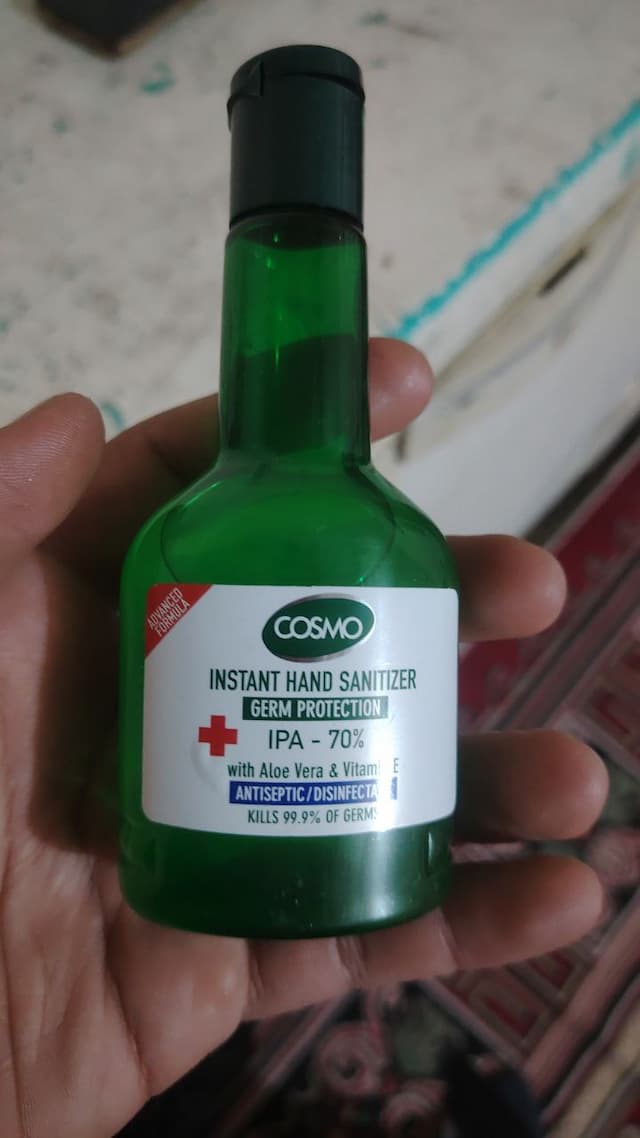 ADVANCED
FORMULA
COSMO
INSTANT HAND SANITIZER
GERM PROTECTION
IPA - 70%
with Aloe Vera & Vitamin E
ANTISEPTIC/DISINFECTANT
KILLS 99.9% OF GERMS